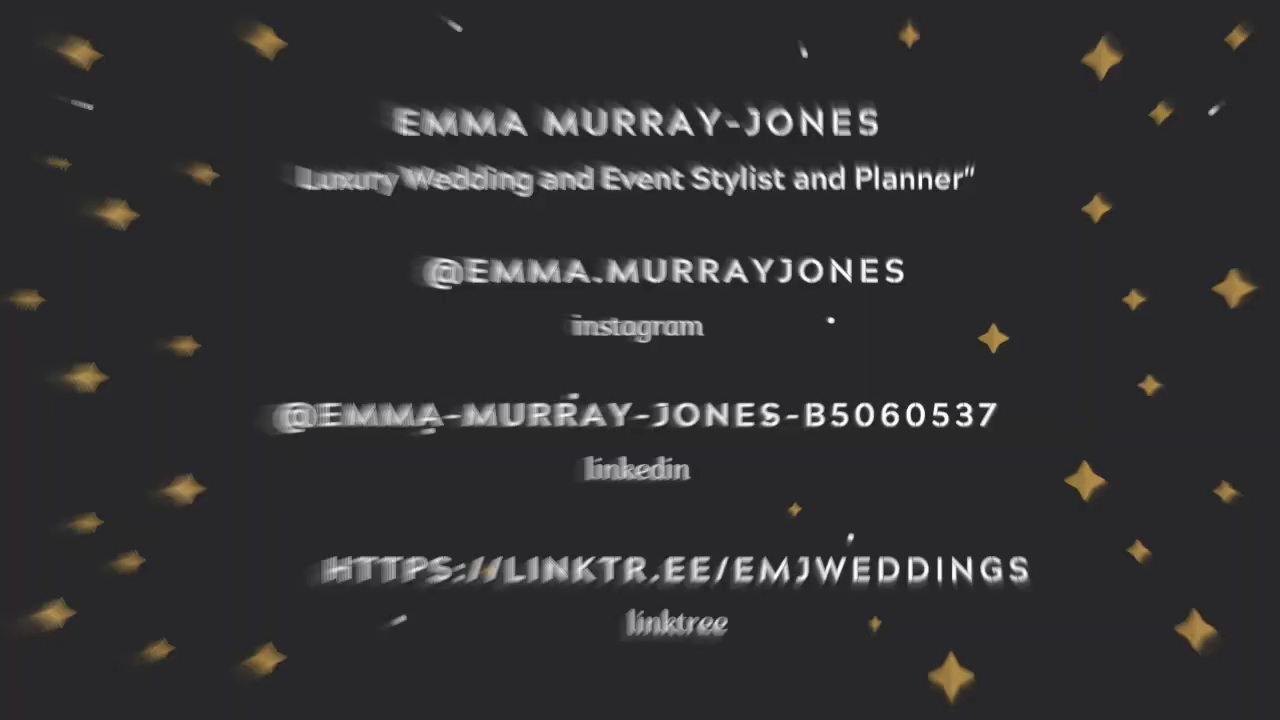 EMMA MURRAY-JONES
Luxury Wedding and Event Stylist and Planner"
@EMMA.MURRAYJONES
instagram
@EMMA-MURRAY-JONES-B5060537
linkedin
HTTPS://LINKTR.EE/EMJWEDDINGS
linktree